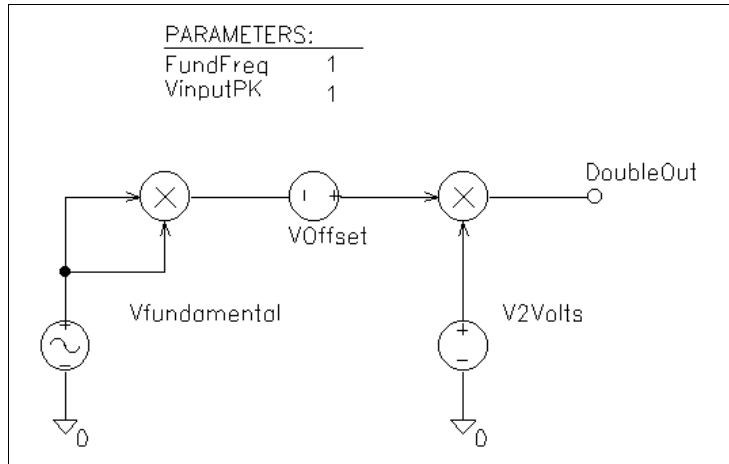 PARAMETERS:
FundFreq 1
VinputPK 1
DoubleOut
VOffset
Vfundamental
V2Volts
0
0